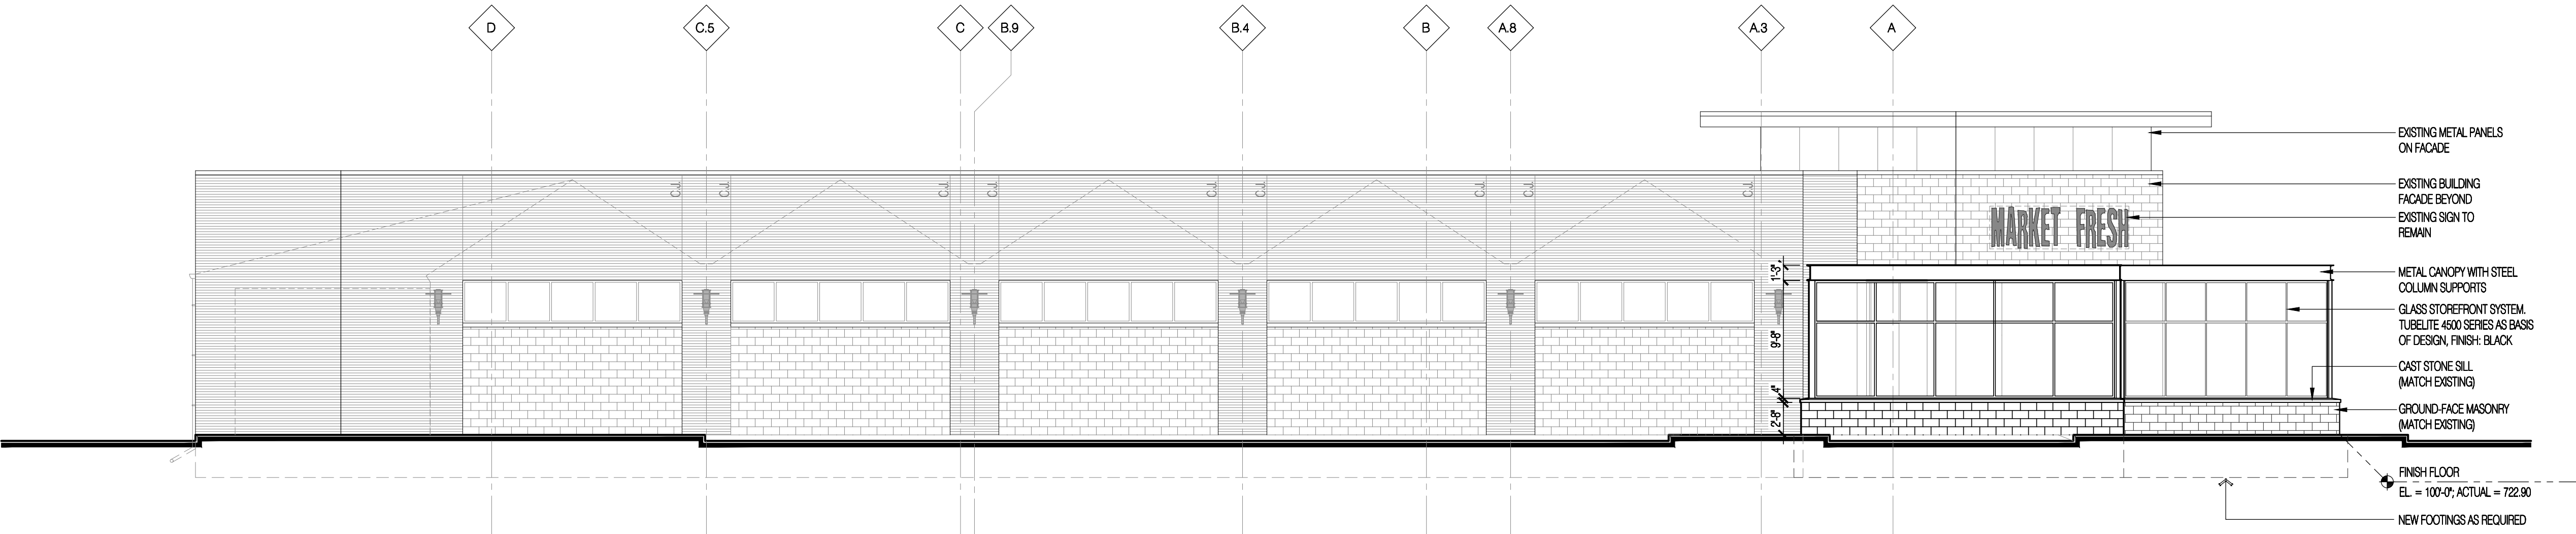 D
C.5
C
B.9
B.4
B
A.8
A.3
A
EXISTING METAL PANELS
ON FACADE
C.J.
C.J.
C.J.
C.J.
C.J.
C.J.
C.J.
C.J.
C.J.
EXISTING BUILDING
FACADE BEYOND
MARKET FRESH
EXISTING SIGN TO
REMAIN
1'-3"
METAL CANOPY WITH STEEL
COLUMN SUPPORTS
GLASS STOREFRONT SYSTEM.
TUBELITE 4500 SERIES AS BASIS
OF DESIGN, FINISH: BLACK
9'-8"
CAST STONE SILL
(MATCH EXISTING)
4"
2'-8"
GROUND-FACE MASONRY
(MATCH EXISTING)
FINISH FLOOR
EL. = 100'-0"; ACTUAL = 722.90
NEW FOOTINGS AS REQUIRED